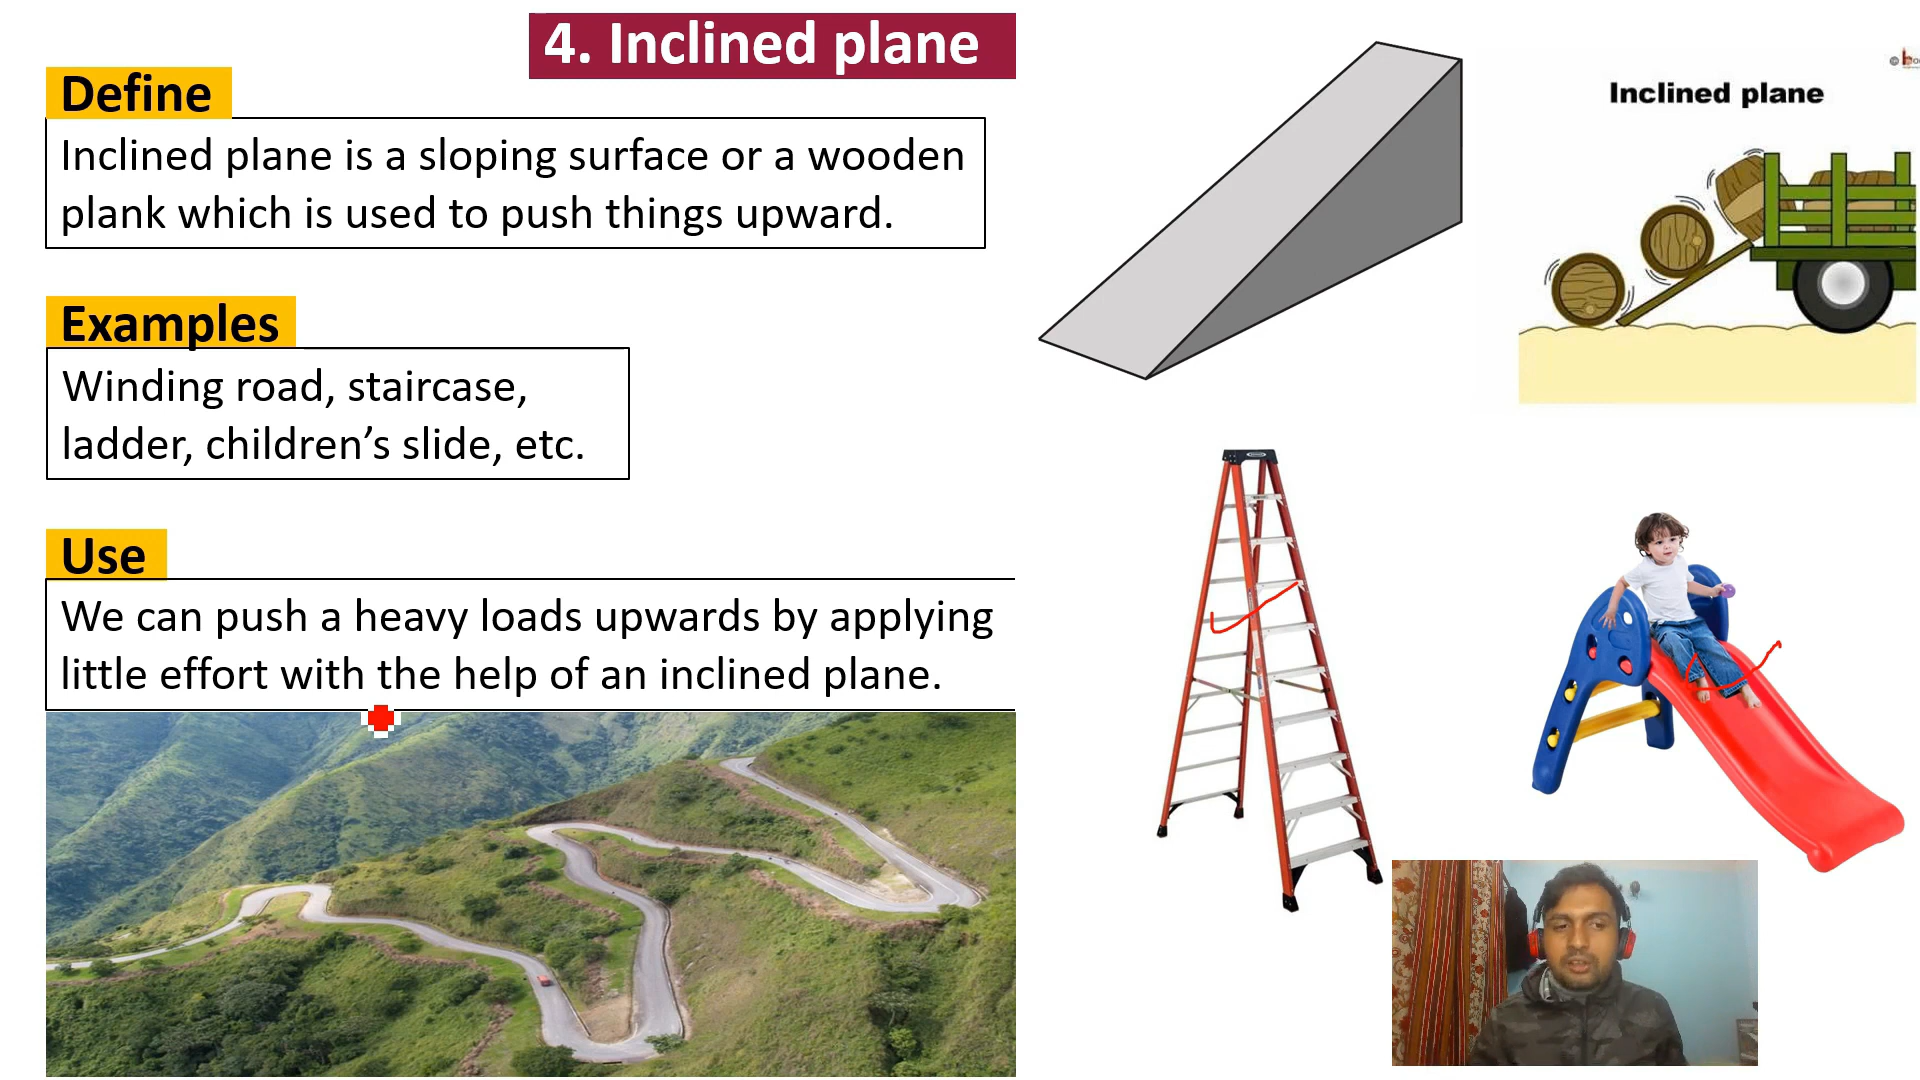 4. Inclined plane
Define
Inclined plane is a sloping surface or a wooden
plank which is used to push things upward.
Examples
Winding road, staircase,
ladder, children’s slide, etc.
Use
We can push a heavy loads upwards by applying
little effort with the help of an inclined plane.
Inclined plane